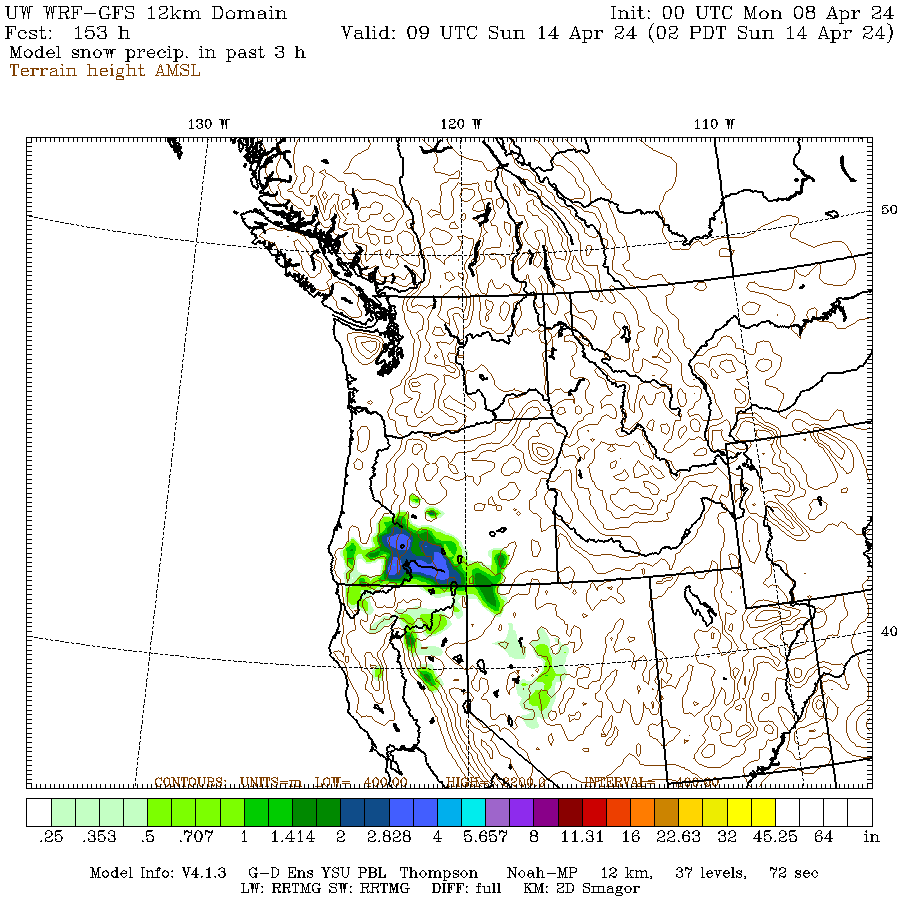 UW WRF-GFS 12km Domain Init: 00 UTC Mon 08 Apr 24
Fcst: 153 h Valid: 09 UTC Sun 14 Apr 24 (02 PDT Sun 14 Apr 24)
Model snow precip. in past 3 h
Terrain height AMSL
130 W 120 W 110 W
50
40
CONTOURS: UNITS=m LOW= 400.00 HIGH= 3200.0 INTERVAL= 400.00
.25 .353 .5 .707 1 1.414 2 2.828 4 5.657 8 11.31 16 22.63 32 45.25 64 in
Model Info: V4.1.3 G-D Ens YSU PBL Thompson Noah-MP 12 km, 37 levels, 72 sec
LW: RRTMG SW: RRTMG DIFF: full KM: 2D Smagor